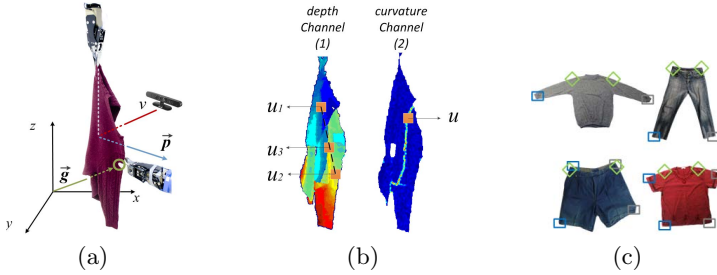 depth
Channel
(1)
curvature
Channel
(2)
v
z
p
g
x
y
u1
u3
u2
u
(a)
(b)
(c)